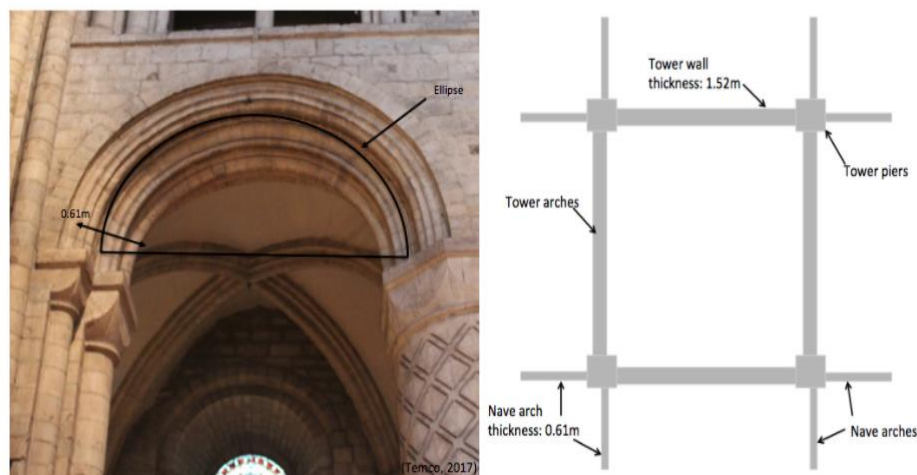 Ellipse
0.61m
(Temco, 2017)
Tower wall
thickness: 1.52m
Tower piers
Tower arches
Nave arch
thickness: 0.61m
Nave arches